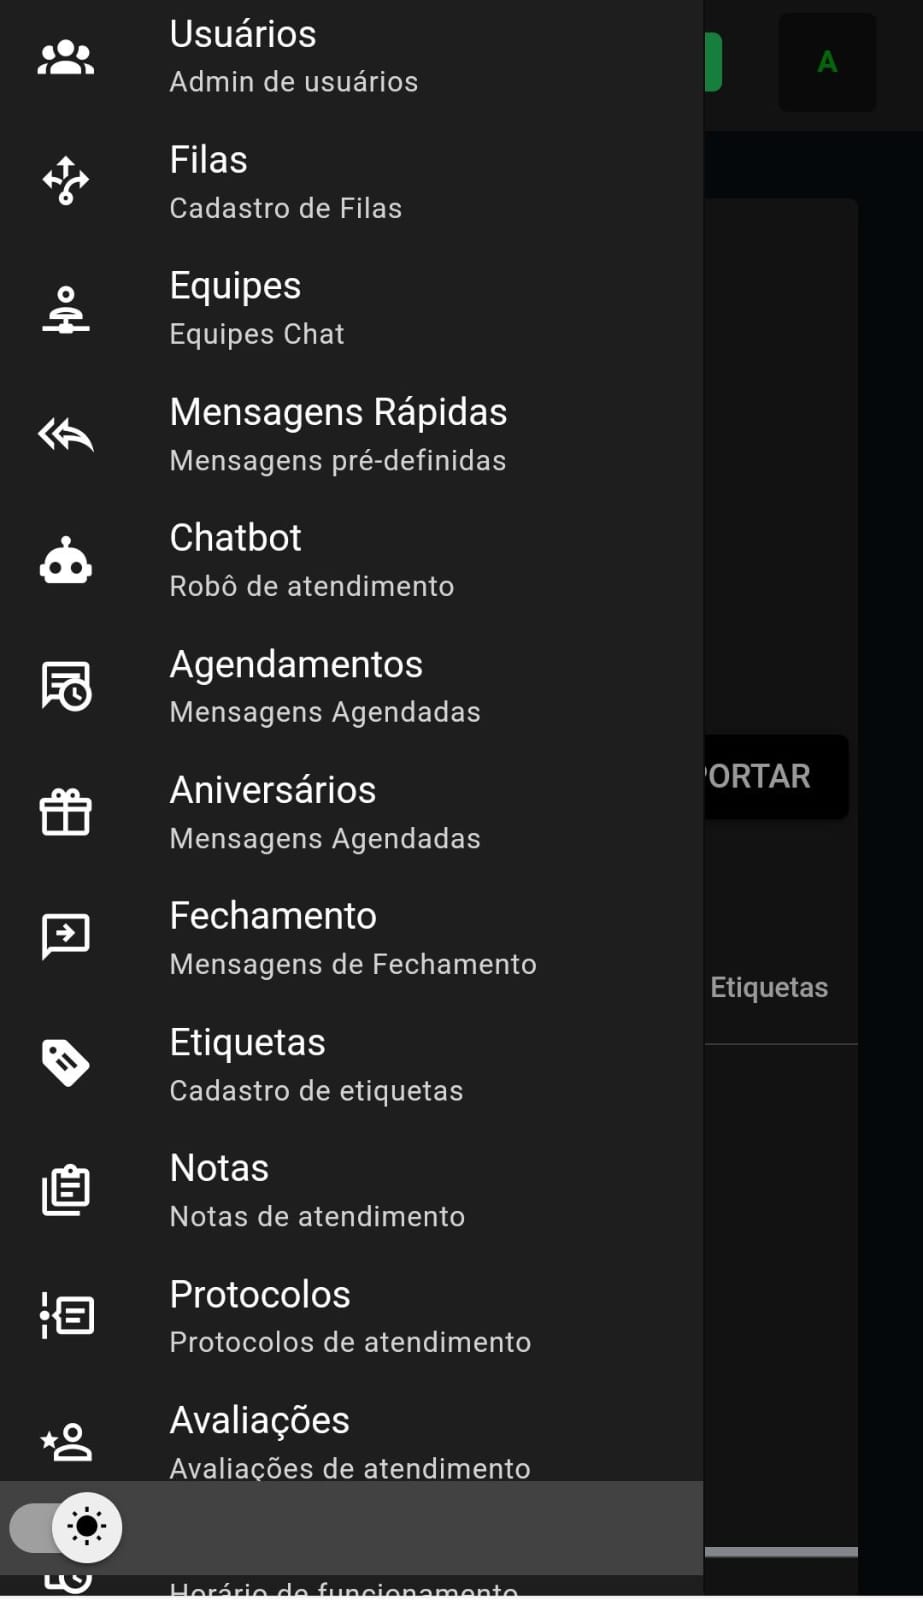 Usuários
Admin de usuários
A
Filas
Cadastro de Filas
Equipes
Equipes Chat
Mensagens Rápidas
Mensagens pré-definidas
Chatbot
Robô de atendimento
Agendamentos
Mensagens Agendadas
PORTAR
Aniversários
Mensagens Agendadas
Fechamento
Mensagens de Fechamento
Etiquetas
Etiquetas
Cadastro de etiquetas
Notas
Notas de atendimento
Protocolos
Protocolos de atendimento
Avaliações
Avaliações de atendimento
Horário de funcionamento